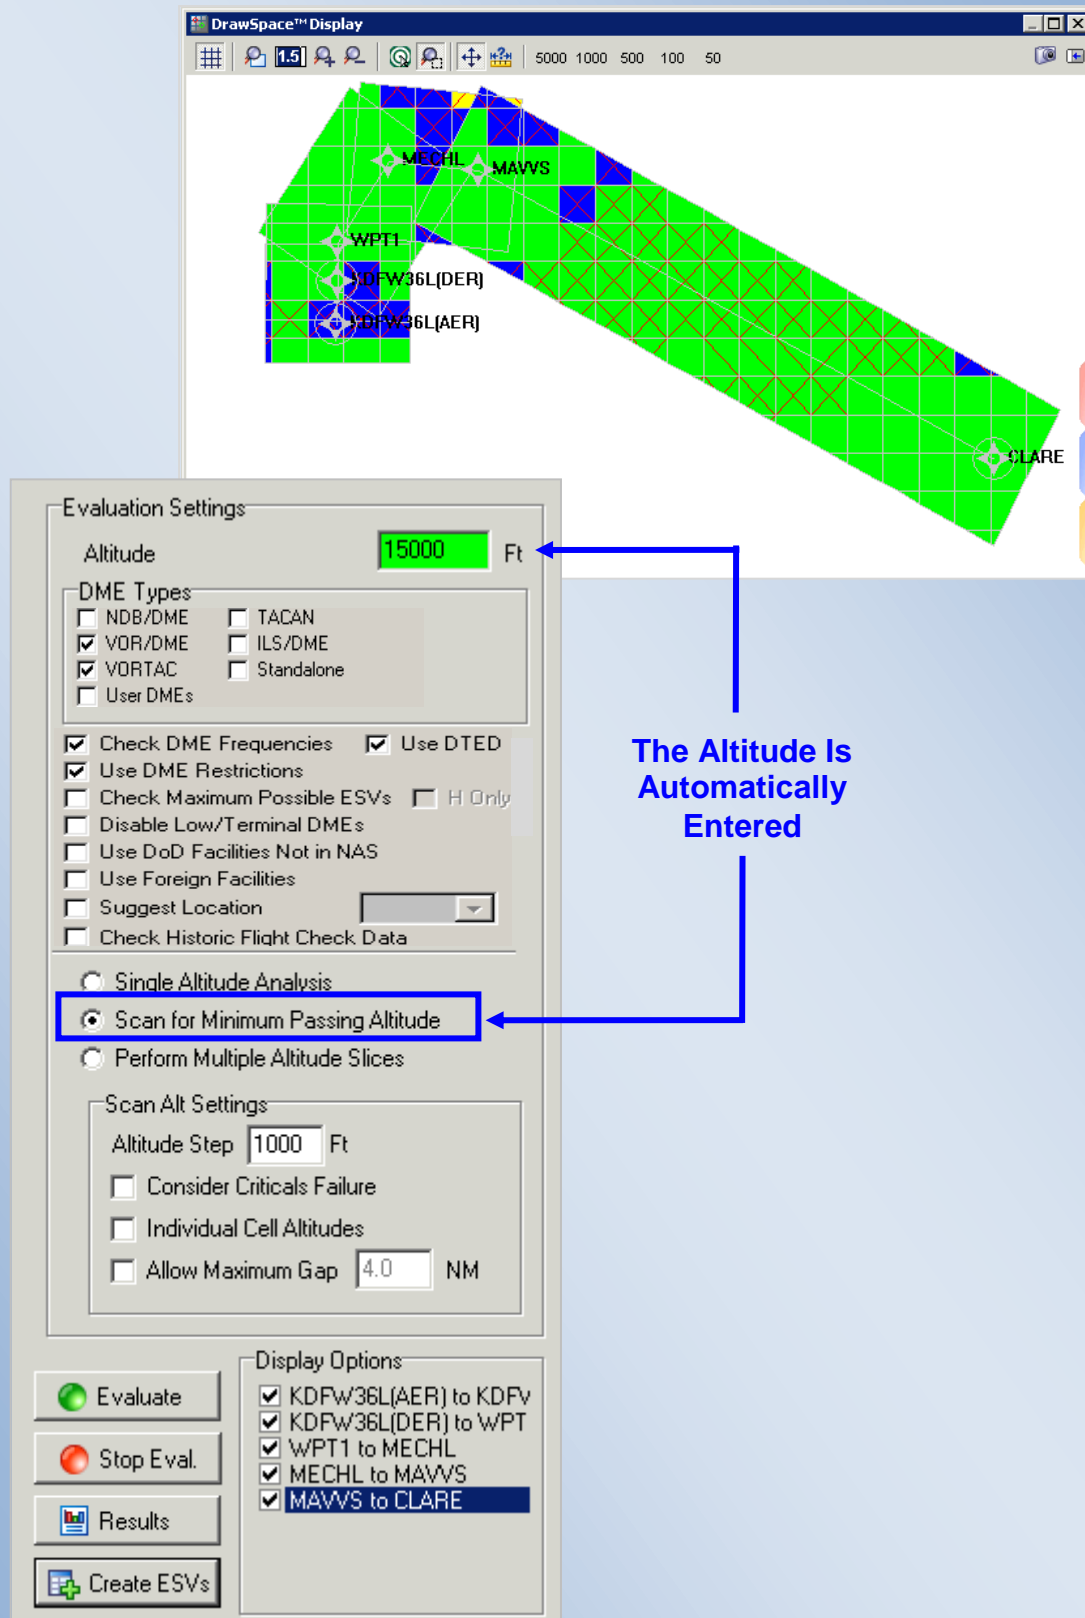 DrawSpace™ Display
1.5 5000 1000 500 100 50
MECHL
MAVVS
WPT1
KDFW36L(DER)
KDFW36L(AER)
CLARE
Evaluation Settings
Altitude 15000 Ft
DME Types
NDB/DME TACAN
VOR/DME ILS/DME
VORTAC Standalone
User DMEs
Check DME Frequencies Use DTED
Use DME Restrictions
Check Maximum Possible ESVs H Only
Disable Low/Terminal DMEs
Use DoD Facilities Not in NAS
Use Foreign Facilities
Suggest Location
Check Historic Flight Check Data
Single Altitude Analysis
Scan for Minimum Passing Altitude
Perform Multiple Altitude Slices
Scan Alt Settings
Altitude Step 1000 Ft
Consider Criticals Failure
Individual Cell Altitudes
Allow Maximum Gap 4.0 NM
The Altitude Is
Automatically
Entered
Evaluate
Stop Eval.
Results
Create ESVs
Display Options
KDFW36L(AER) to KDFV
KDFW36L(DER) to WPT
WPT1 to MECHL
MECHL to MAVVS
MAVVS to CLARE